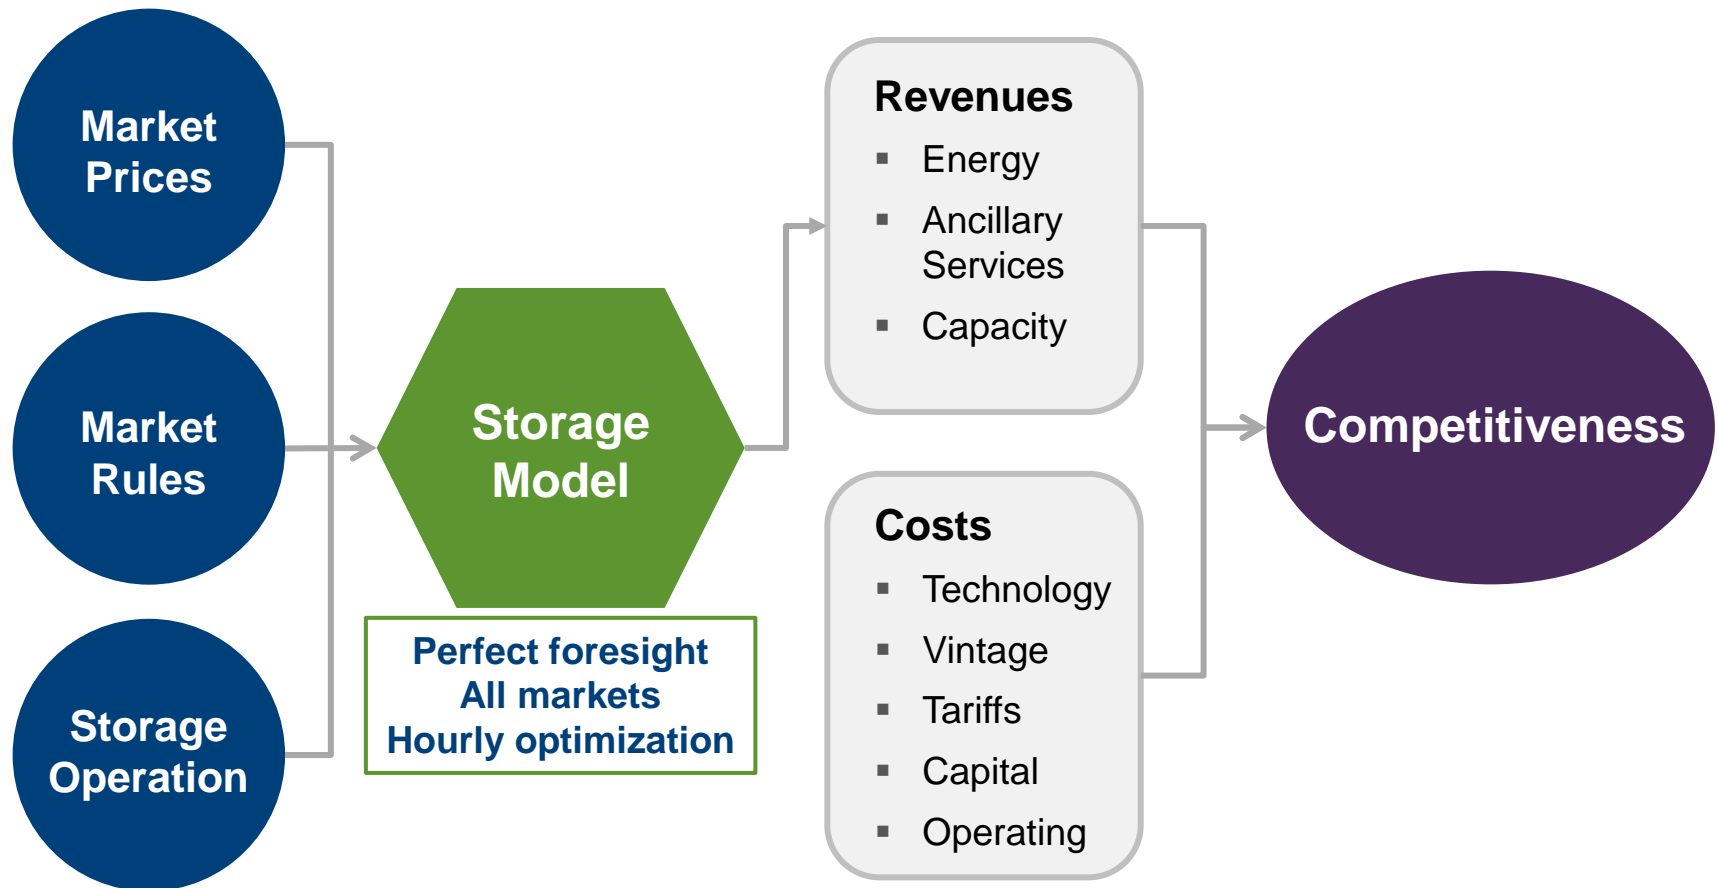 Market
Prices
Market
Rules
Storage
Operation
Storage
Model
Perfect foresight
All markets
Hourly optimization
Revenues
▪ Energy
▪ Ancillary
Services
▪ Capacity
Costs
▪ Technology
▪ Vintage
▪ Tariffs
▪ Capital
▪ Operating
Competitiveness